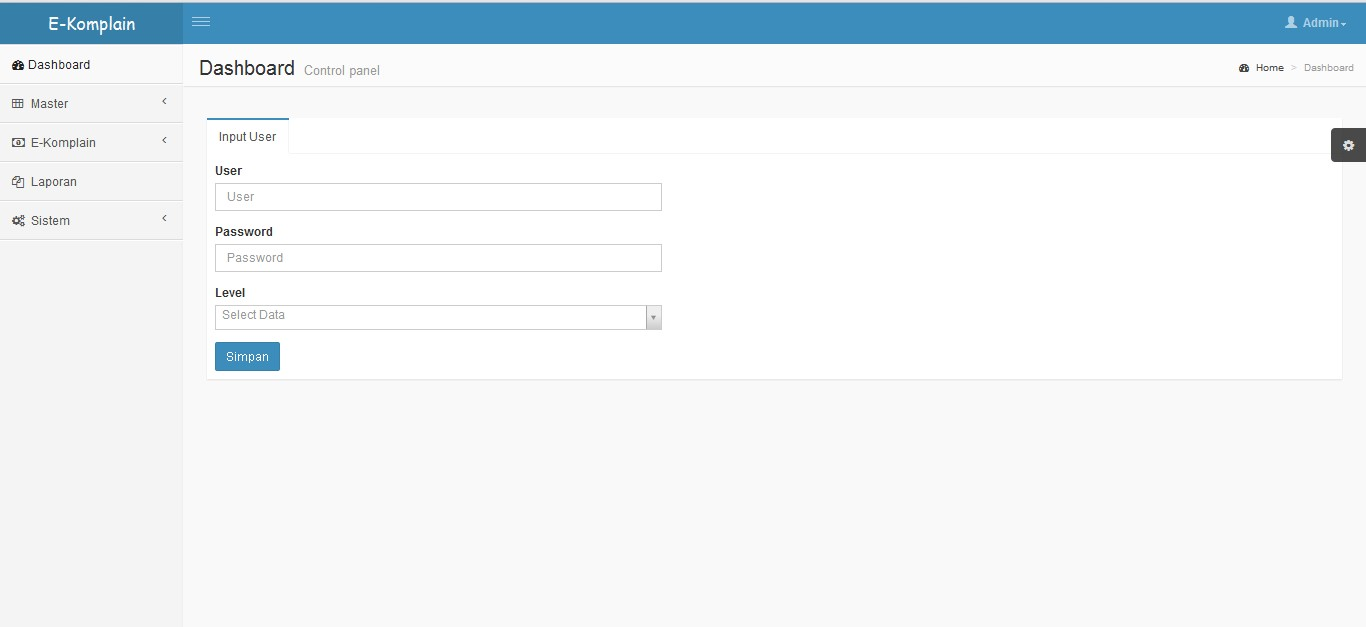 E-Komplain
Admin
Dashboard
Master
E-Komplain
Laporan
Sistem
Dashboard Control panel
Home > Dashboard
Input User
User
User
Password
Password
Level
Select Data
Simpan